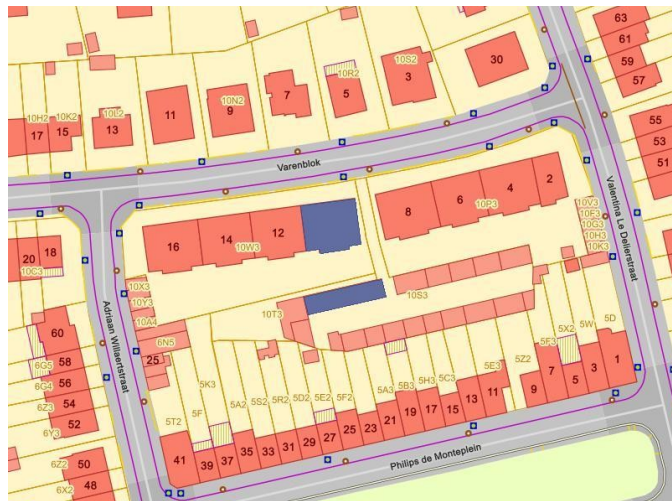 63
61
59
57
10S2
3
30
10R2
5
7
10N2
9
11
10L2
13
10K2
15
10H2
17
55
53
51
Varenblok
Valentina Le Delierstraat
2
4
6
10P3
8
12
14
10W3
16
10V3
10F3
10G3
10H3
10K3
18
20
10C3
10X3
10Y3
10A4
10S3
10T3
Adriaan Willaertstraat
60
58
56
54
52
6G5
6G4
6Z3
6Y3
6N5
25
5K3
5T2
5F
5A2
5S2
5R2
5D2
5E2
5F2
5A3
5B3
5H3
5C3
5E3
5Z2
5F3
5X2
5W
5D
41
39
37
35
33
31
29
27
25
23
21
19
17
15
13
11
9
7
5
3
1
6Z2
50
6X2
48
Philips de Monteplein